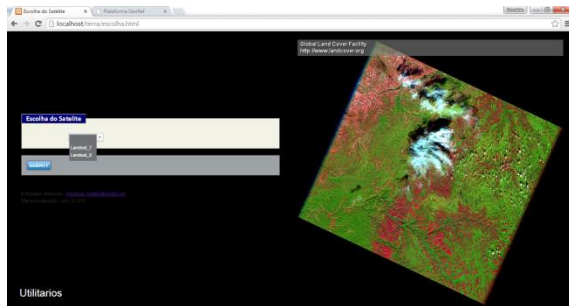 Escolha do Satelite
Plataforma GeoRef
localhost/terra/escolha.html
Global Land Cover Facility
http://www.landcover.org
Escolha do Satelite
Landsat_7
SUBMIT
Utilitarios